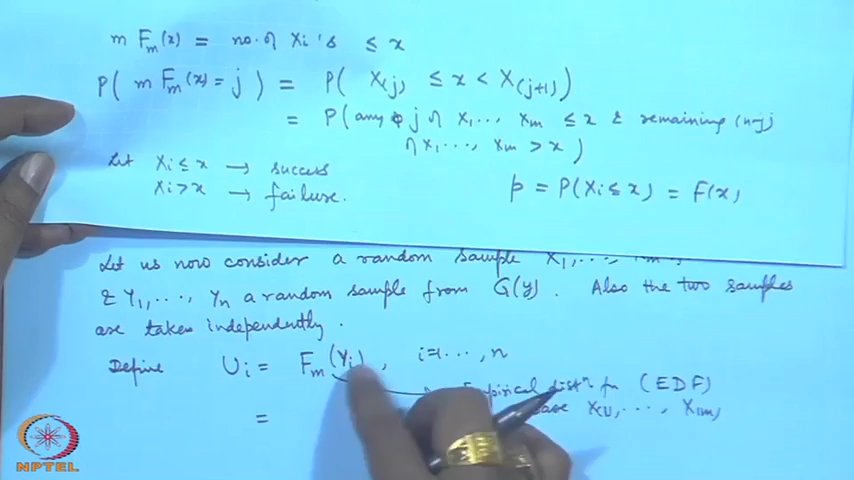 m Fm(x) = no. of Xi's ≤ x
P( m Fm(x) = j ) = P( X(j) ≤ x < X(j+1) )
= P( any j of X1, ..., Xm ≤ x & remaining (n-j)
of X1, ..., Xm > x )
Let Xi ≤ x → success
Xi > x → failure. p = P(Xi ≤ x) = F(x)
Let us now consider a random sample X1, ...
& Y1, ..., Yn a random sample from G(y). Also the two samples
are taken independently.
Define Ui = Fm(Yi), i=1, ..., n
Empirical distn fn (EDF)
X(1), ..., X(m)
=
NPTEL